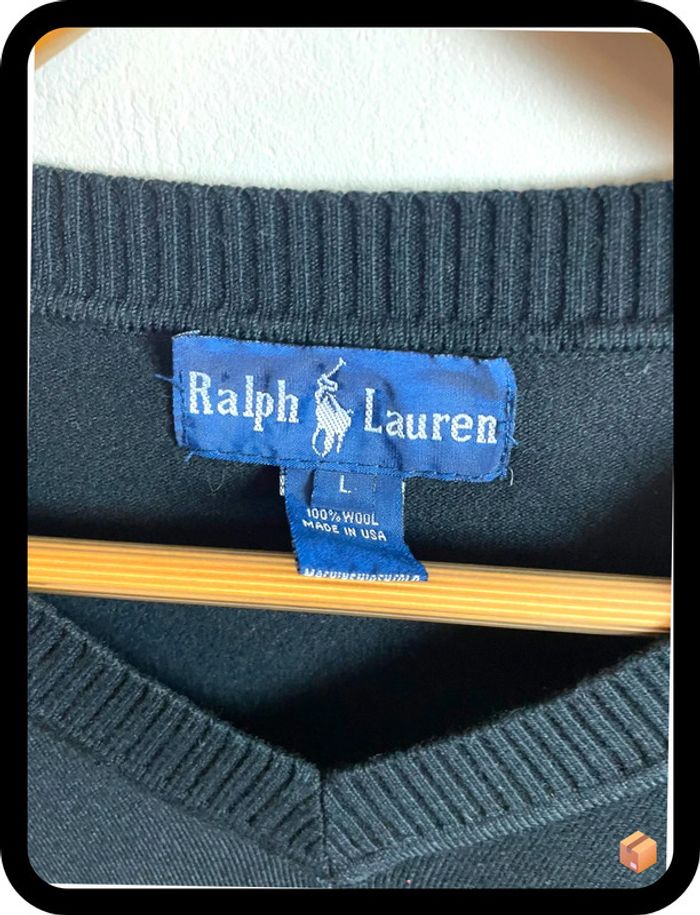 Ralph Lauren
L
100% WOOL
MADE IN USA